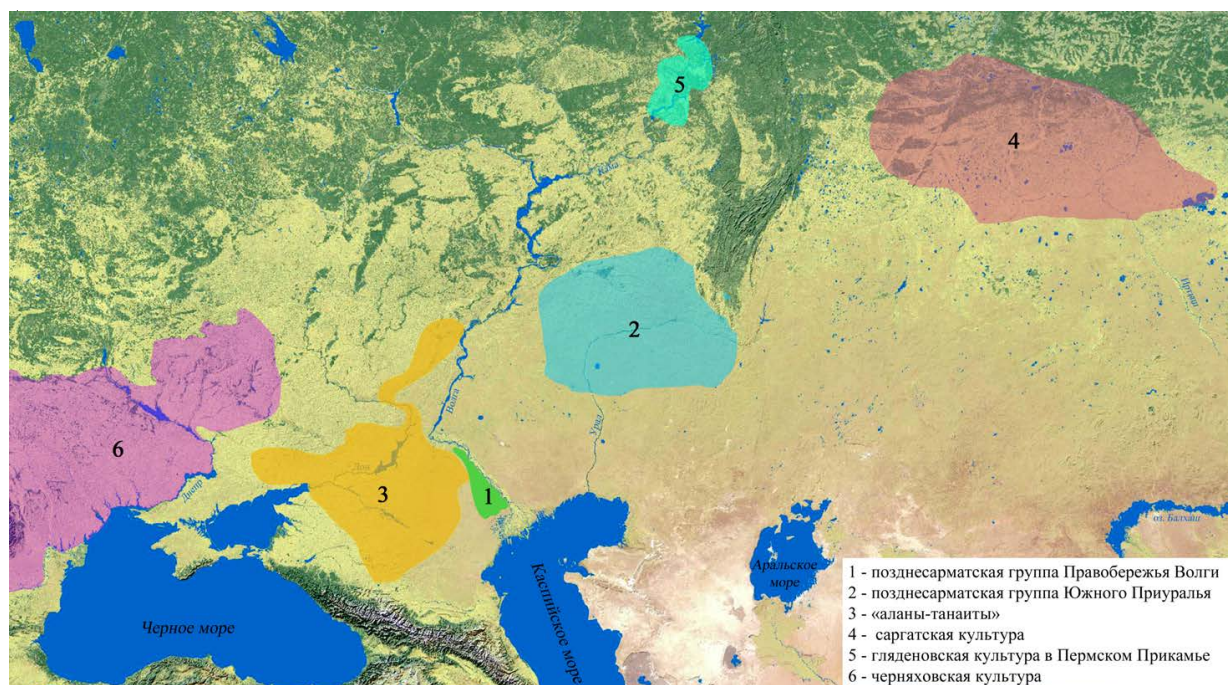 5
4
Кама
2
Иртыш
Волга
6
Урал
Дон
Днепр
3
1
оз. Балхаш
Аральское
море
Каспийское море
Черное море
1 - позднесарматская группа Правобережья Волги
2 - позднесарматская группа Южного Приуралья
3 - «аланы-танаиты»
4 - саргатская культура
5 - гляденовская культура в Пермском Прикамье
6 - черняховская культура